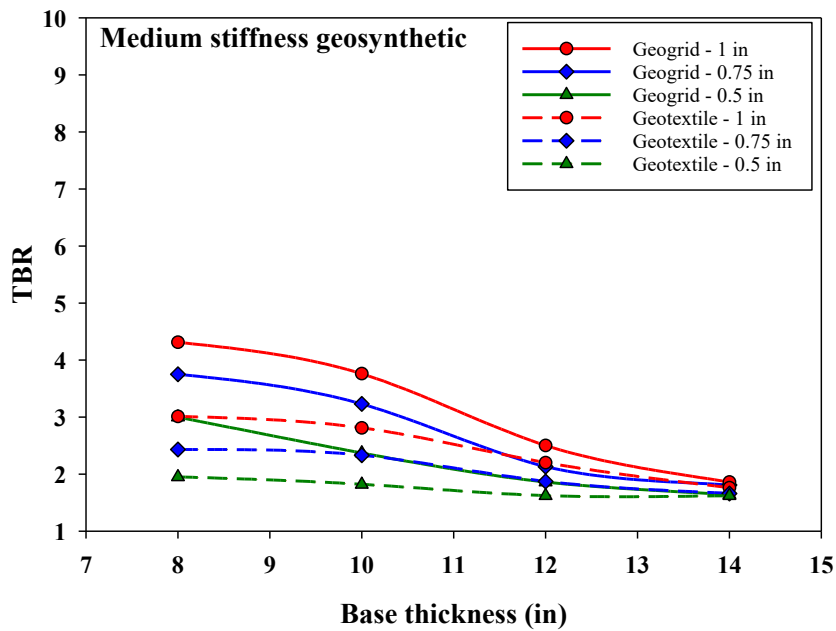 Medium stiffness geosynthetic
Geogrid - 1 in
Geogrid - 0.75 in
Geogrid - 0.5 in
Geotextile - 1 in
Geotextile - 0.75 in
Geotextile - 0.5 in
TBR
10
9
8
7
6
5
4
3
2
1
7 8 9 10 11 12 13 14 15
Base thickness (in)